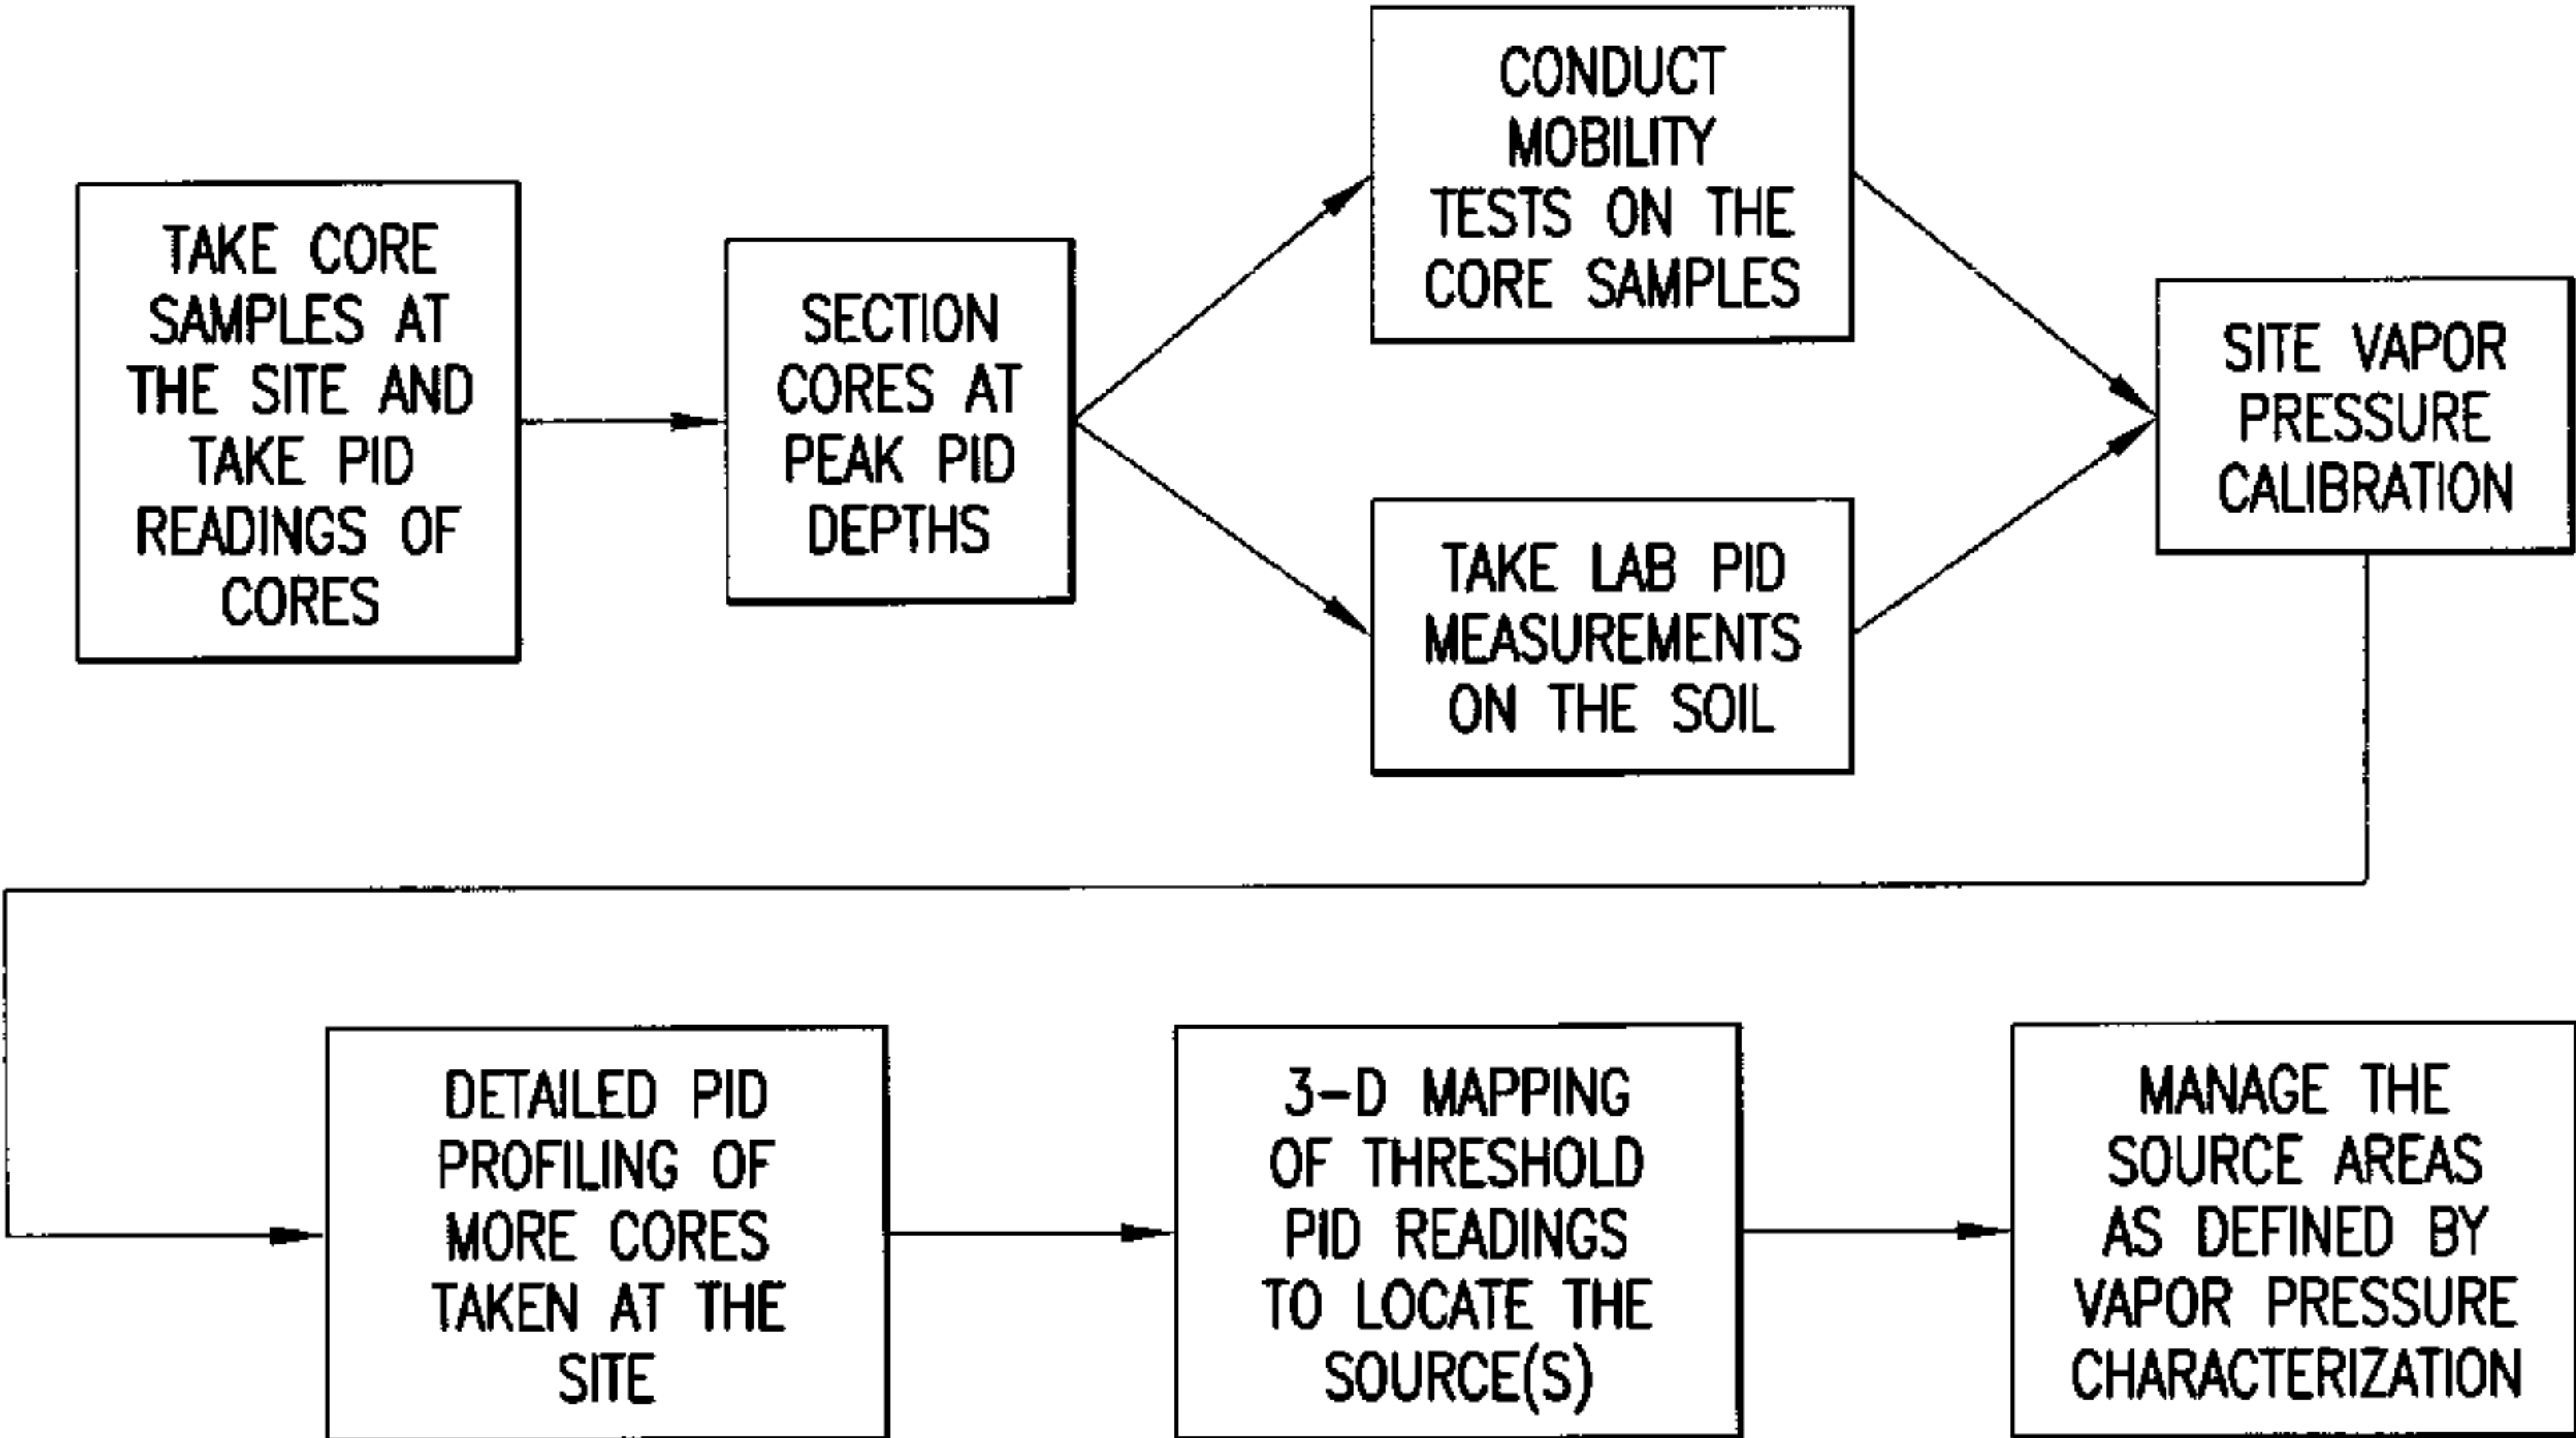 TAKE CORE
SAMPLES AT
THE SITE AND
TAKE PID
READINGS OF
CORES
SECTION
CORES AT
PEAK PID
DEPTHS
CONDUCT
MOBILITY
TESTS ON THE
CORE SAMPLES
TAKE LAB PID
MEASUREMENTS
ON THE SOIL
SITE VAPOR
PRESSURE
CALIBRATION
DETAILED PID
PROFILING OF
MORE CORES
TAKEN AT THE
SITE
3-D MAPPING
OF THRESHOLD
PID READINGS
TO LOCATE THE
SOURCE(S)
MANAGE THE
SOURCE AREAS
AS DEFINED BY
VAPOR PRESSURE
CHARACTERIZATION